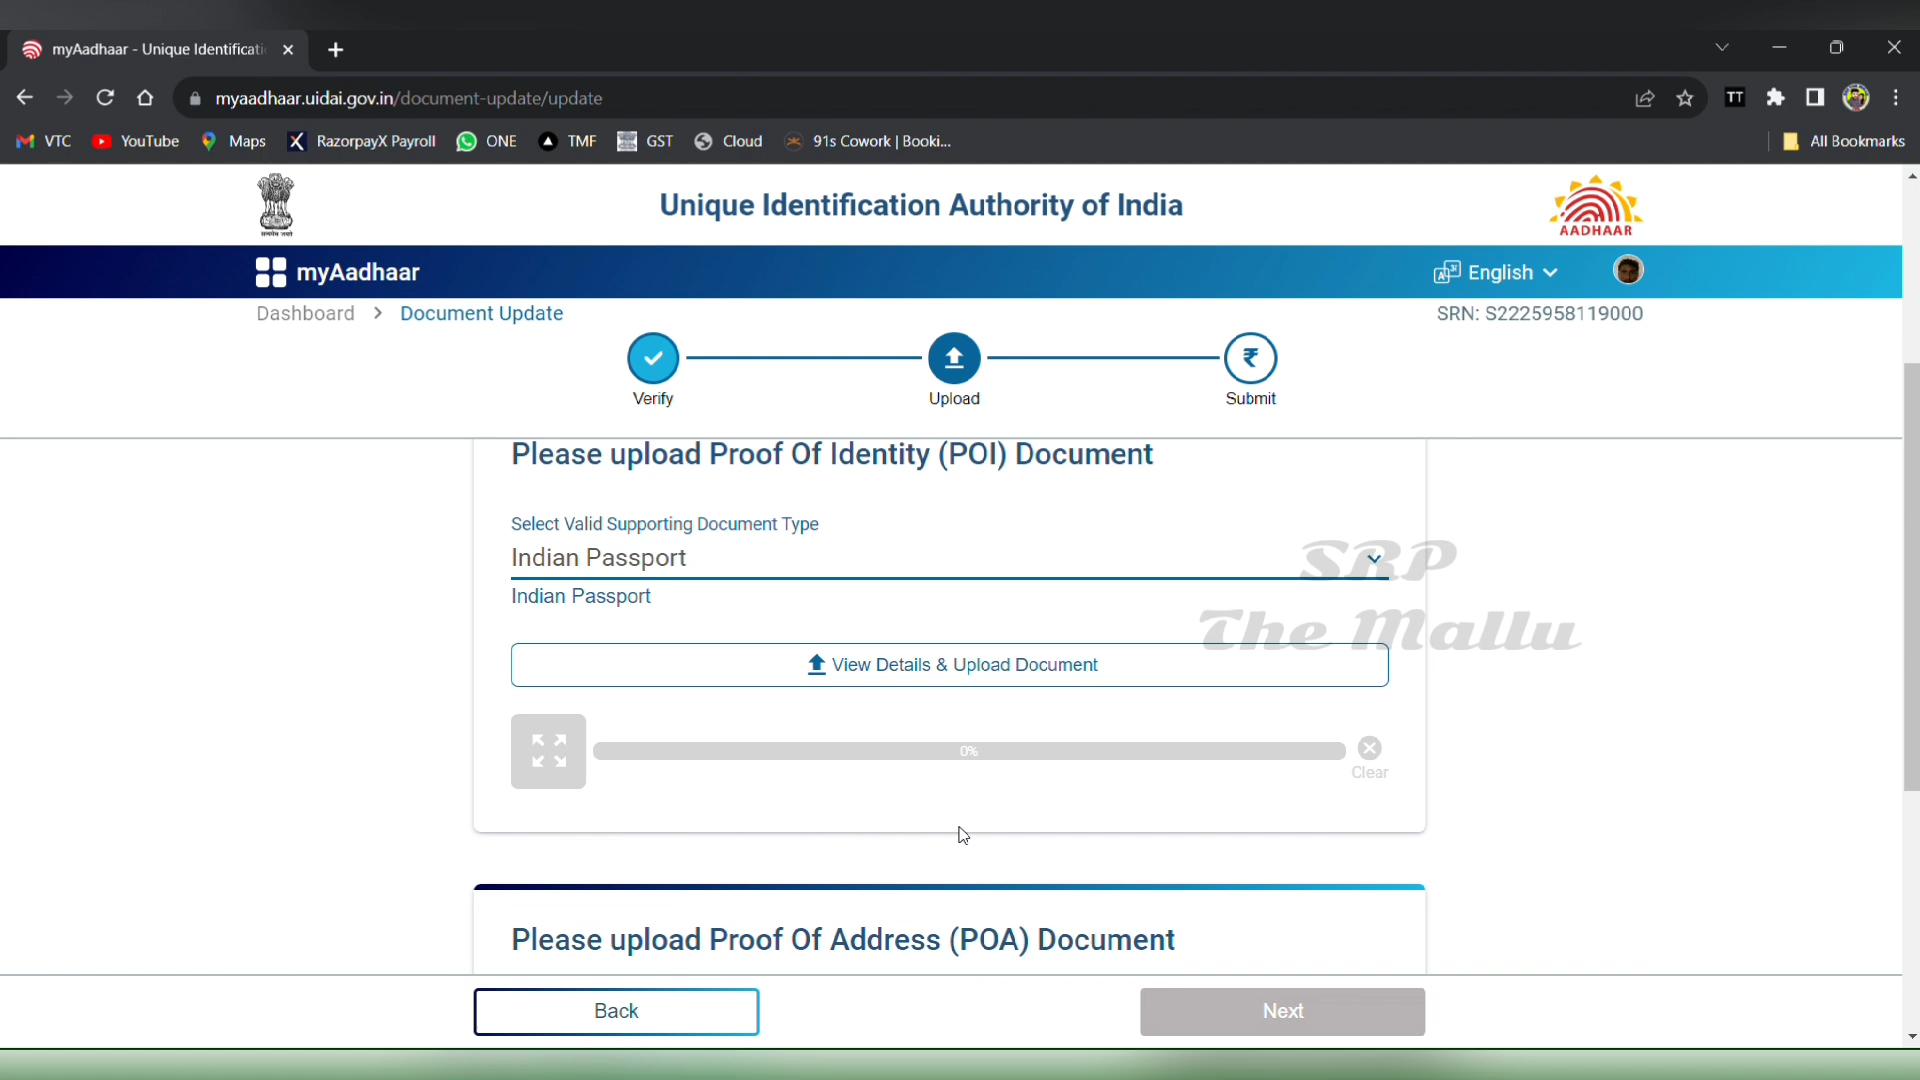 myAadhaar - Unique Identificati
myaadhaar.uidai.gov.in/document-update/update
TT
VTC
YouTube
Maps
RazorpayX Payroll
ONE
TMF
GST
Cloud
91s Cowork | Booki...
All Bookmarks
Unique Identification Authority of India
AADHAAR
myAadhaar
English
Dashboard > Document Update
SRN: S2225958119000
Verify
Upload
Submit
Please upload Proof Of Identity (POI) Document
Select Valid Supporting Document Type
Indian Passport
Indian Passport
SRP
The Mallu
View Details & Upload Document
0%
Clear
Please upload Proof Of Address (POA) Document
Back
Next